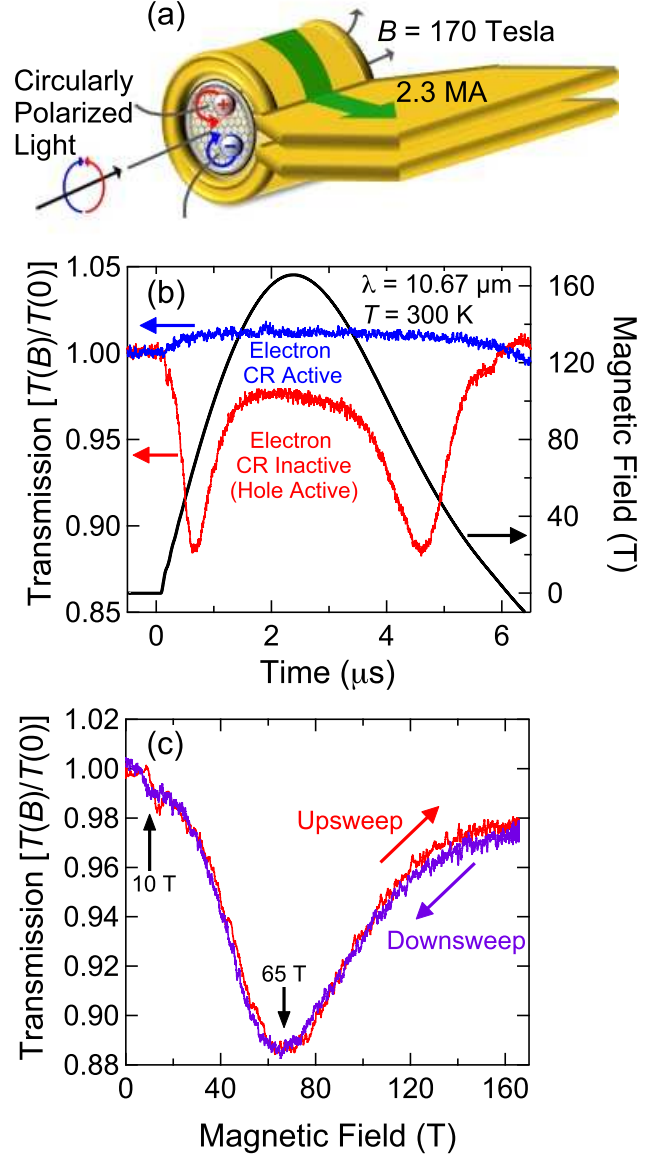 (a)
B = 170 Tesla
Circularly
Polarized
Light
2.3 MA
+
−
(b)
λ = 10.67 μm
T = 300 K
Electron
CR Active
Electron
CR Inactive
(Hole Active)
Transmission [T(B)/T(0)]
1.05
1.00
0.95
0.90
0.85
Magnetic Field (T)
160
120
80
40
0
0
2
4
6
Time (μs)
(c)
Transmission [T(B)/T(0)]
1.02
1.00
0.98
0.96
0.94
0.92
0.90
0.88
Upsweep
Downsweep
10 T
65 T
0
40
80
120
160
Magnetic Field (T)